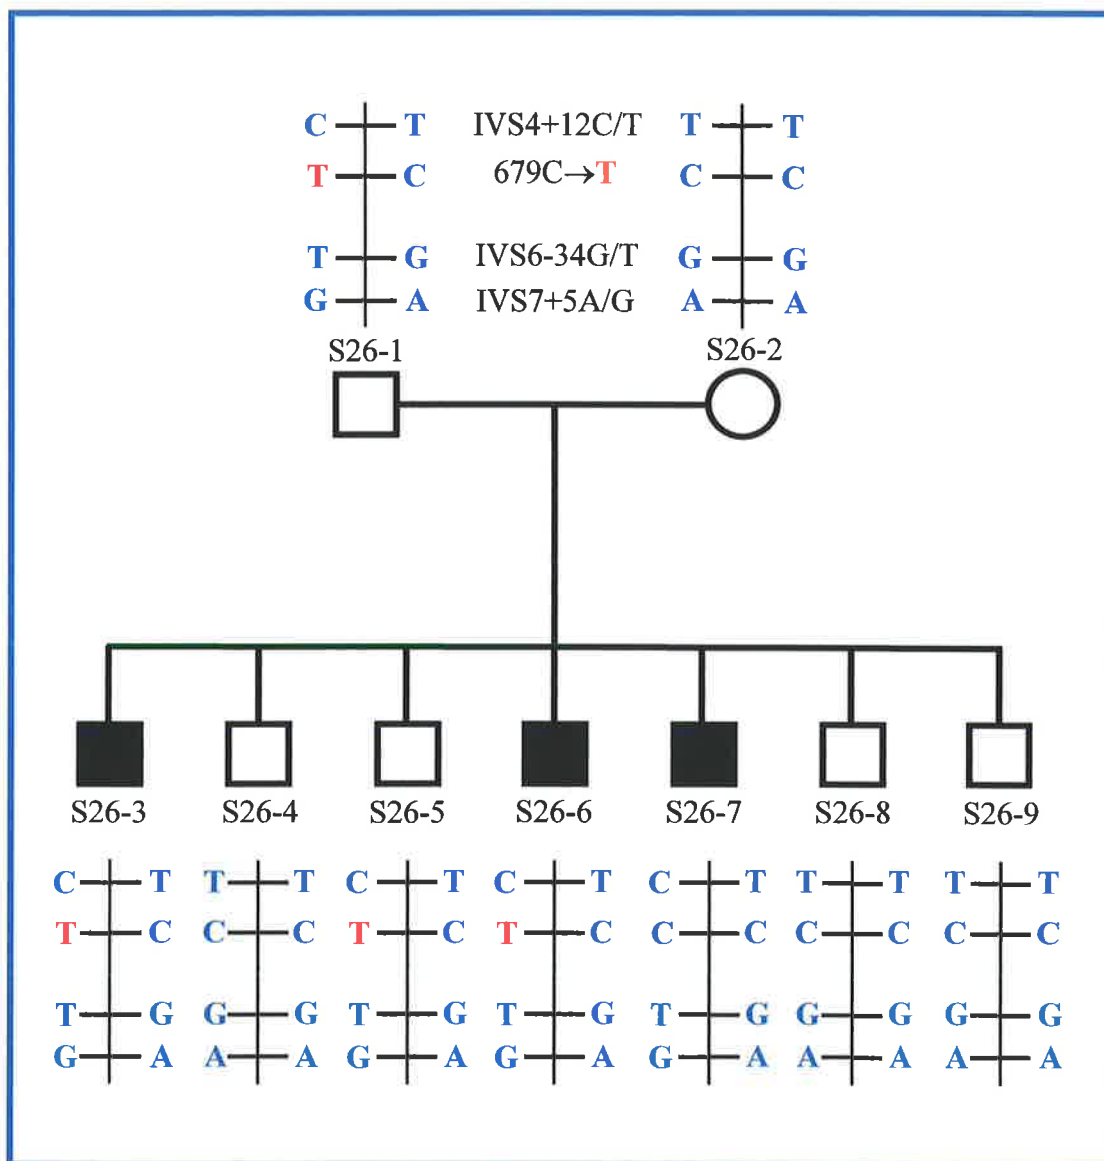 C T IVS4+12C/T T T
T C 679C→T C C
T G IVS6-34G/T G G
G A IVS7+5A/G A A
S26-1 S26-2
S26-3 S26-4 S26-5 S26-6 S26-7 S26-8 S26-9
C T T T C T C T C T T T T T
T C C C T C T C C C C C C C
T G G G T G T G T G G G G G
G A A A G A G A G A A A A A